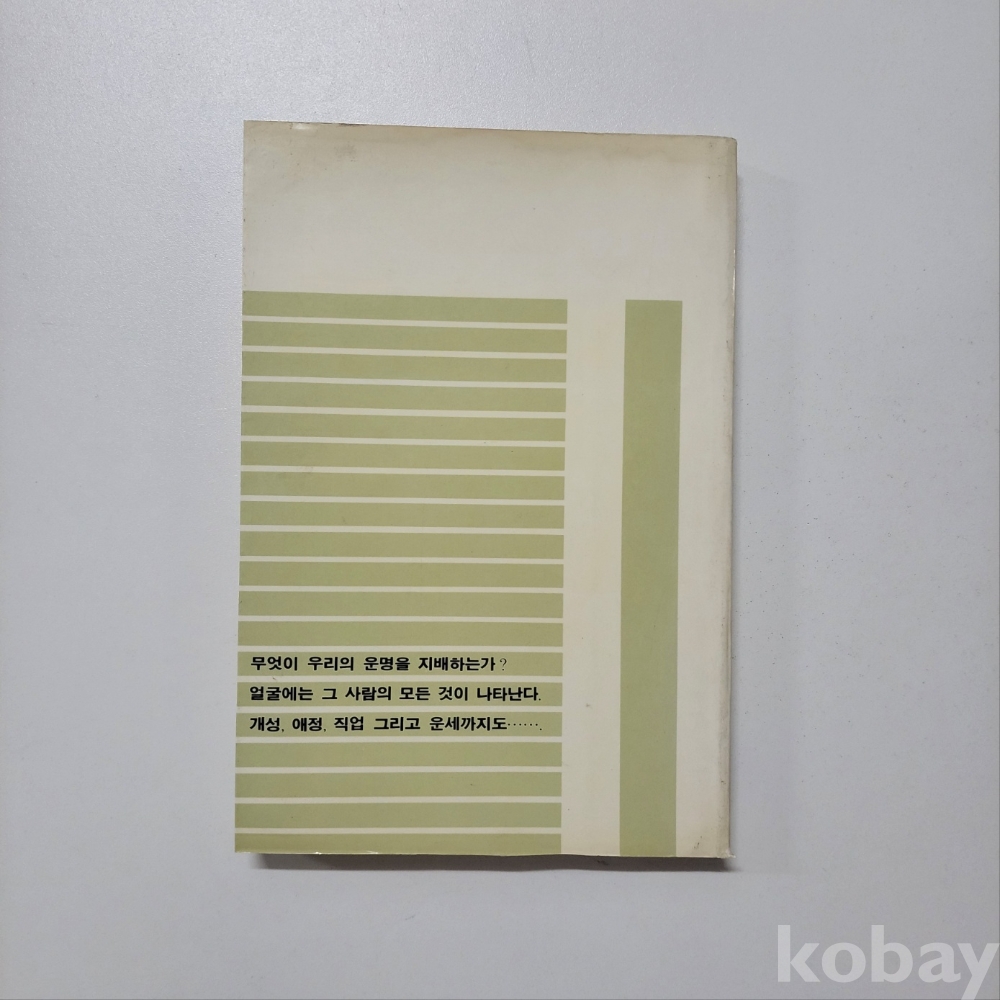 무엇이 우리의 운명을 지배하는가?
얼굴에는 그 사람의 모든 것이 나타난다.
개성, 애정, 직업 그리고 운세까지도…….
kobay